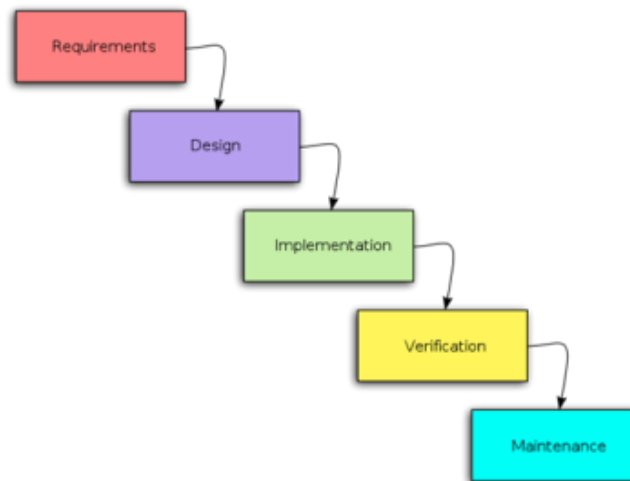 Requirements
Design
Implementation
Verification
Maintenance